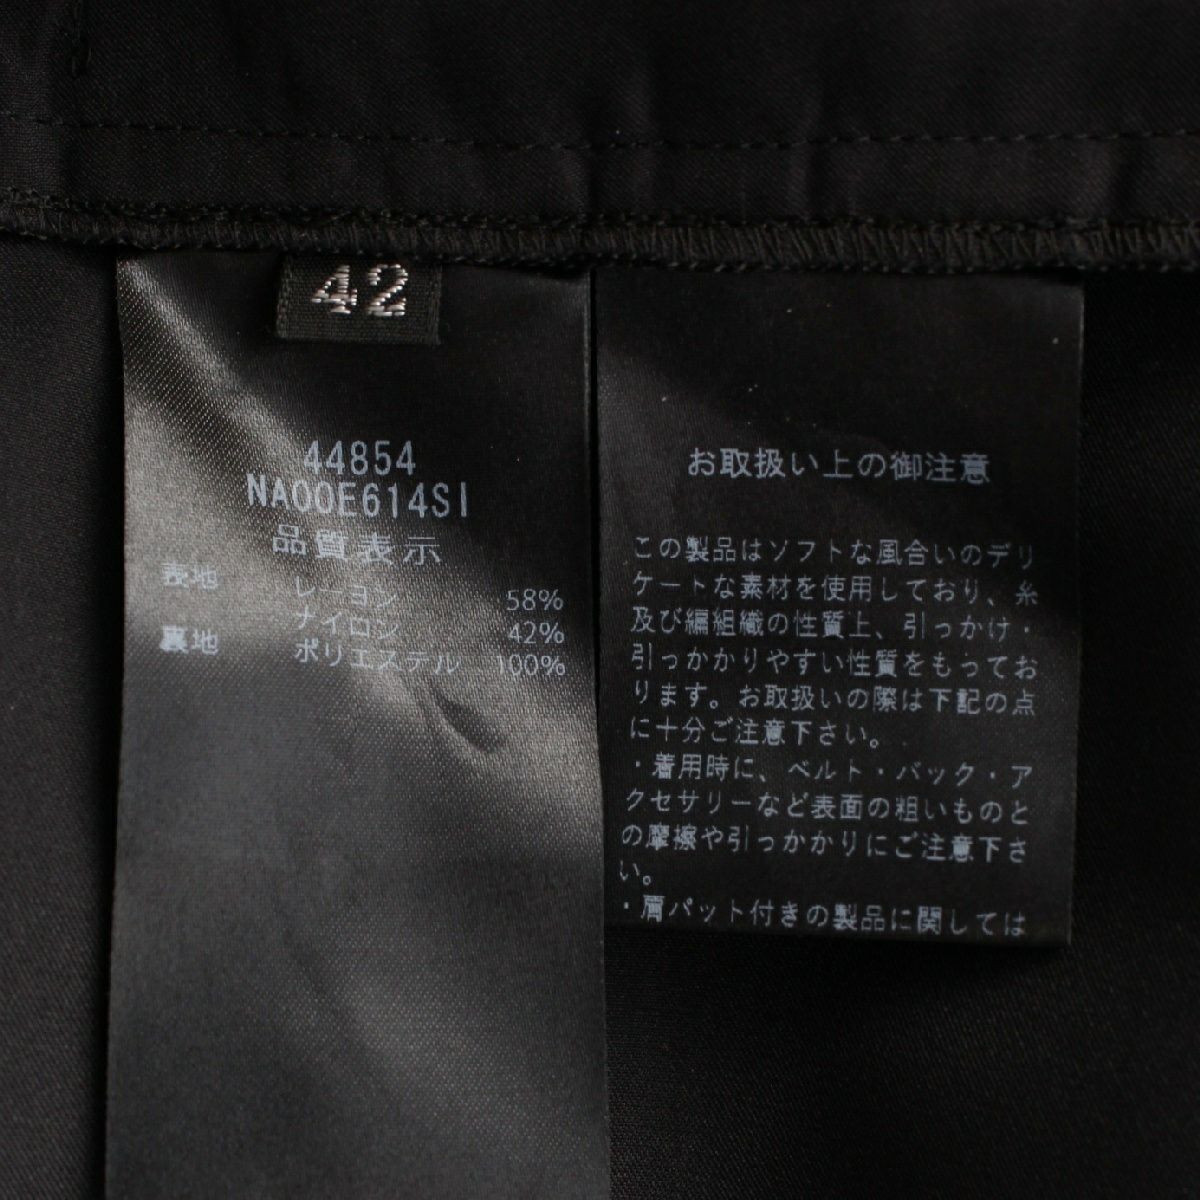 42
44854
NA00E614SI
品質表示
表地 レーヨン 58%
ナイロン 42%
裏地 ポリエステル 100%
お取扱い上の御注意
この製品はソフトな風合いのデリ
ケートな素材を使用しており、糸
及び編組織の性質上、引っかけ・
引っかかりやすい性質をもってお
ります。お取扱いの際は下記の点
に十分ご注意下さい。
・着用時に、ベルト・バック・ア
クセサリーなど表面の粗いものと
の摩擦や引っかかりにご注意下さ
い。
・肩パット付きの製品に関しては